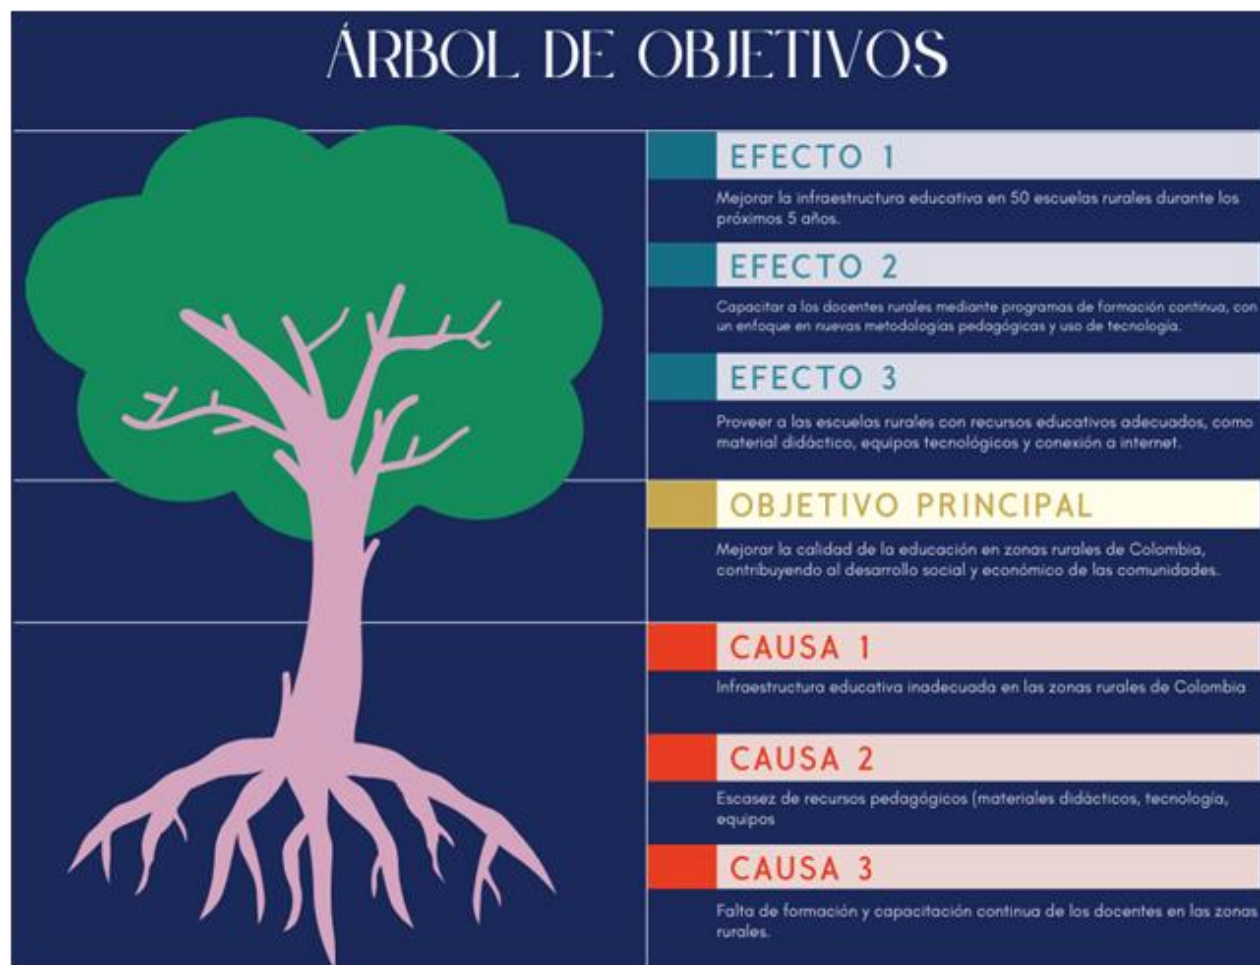 ÁRBOL DE OBJETIVOS
EFECTO 1
Mejorar la infraestructura educativa en 50 escuelas rurales durante los
próximos 5 años.
EFECTO 2
Capacitar a los docentes rurales mediante programas de formación continua, con
un enfoque en nuevas metodologías pedagógicas y uso de tecnología.
EFECTO 3
Proveer a las escuelas rurales con recursos educativos adecuados, como
material didáctico, equipos tecnológicos y conexión a internet.
OBJETIVO PRINCIPAL
Mejorar la calidad de la educación en zonas rurales de Colombia,
contribuyendo al desarrollo social y económico de las comunidades.
CAUSA 1
Infraestructura educativa inadecuada en las zonas rurales de Colombia
CAUSA 2
Escasez de recursos pedagógicos (materiales didácticos, tecnología,
equipos
CAUSA 3
Falta de formación y capacitación continua de los docentes en las zonas
rurales.